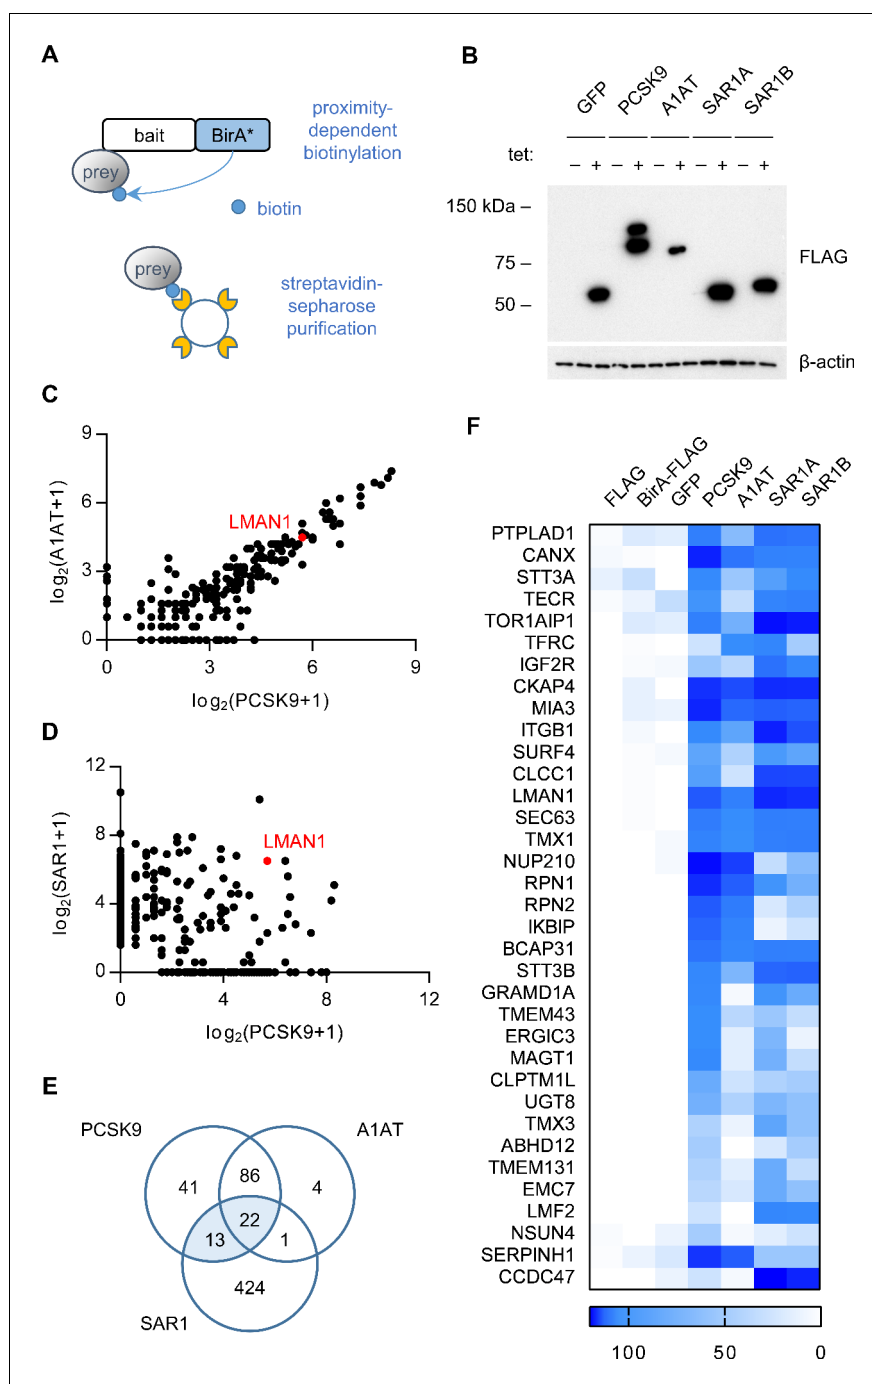 A
proximity-
dependent
biotinylation
bait
BirA*
prey
biotin
prey
streptavidin-
sepharose
purification
B
GFP
PCSK9
A1AT
SAR1A
SAR1B
tet:
– + – + – + – + – +
150 kDa –
75 –
50 –
FLAG
β-actin
C
9
6
3
0
log2(A1AT+1)
LMAN1
0 3 6 9
log2(PCSK9+1)
D
12
8
4
0
log2(SAR1+1)
LMAN1
0 4 8 12
log2(PCSK9+1)
E
PCSK9
A1AT
41
86
4
22
13
1
424
SAR1
F
FLAG
BirA-FLAG
GFP
PCSK9
A1AT
SAR1A
SAR1B
PTPLAD1
CANX
STT3A
TECR
TOR1AIP1
TFRC
IGF2R
CKAP4
MIA3
ITGB1
SURF4
CLCC1
LMAN1
SEC63
TMX1
NUP210
RPN1
RPN2
IKBIP
BCAP31
STT3B
GRAMD1A
TMEM43
ERGIC3
MAGT1
CLPTM1L
UGT8
TMX3
ABHD12
TMEM131
EMC7
LMF2
NSUN4
SERPINH1
CCDC47
100 50 0